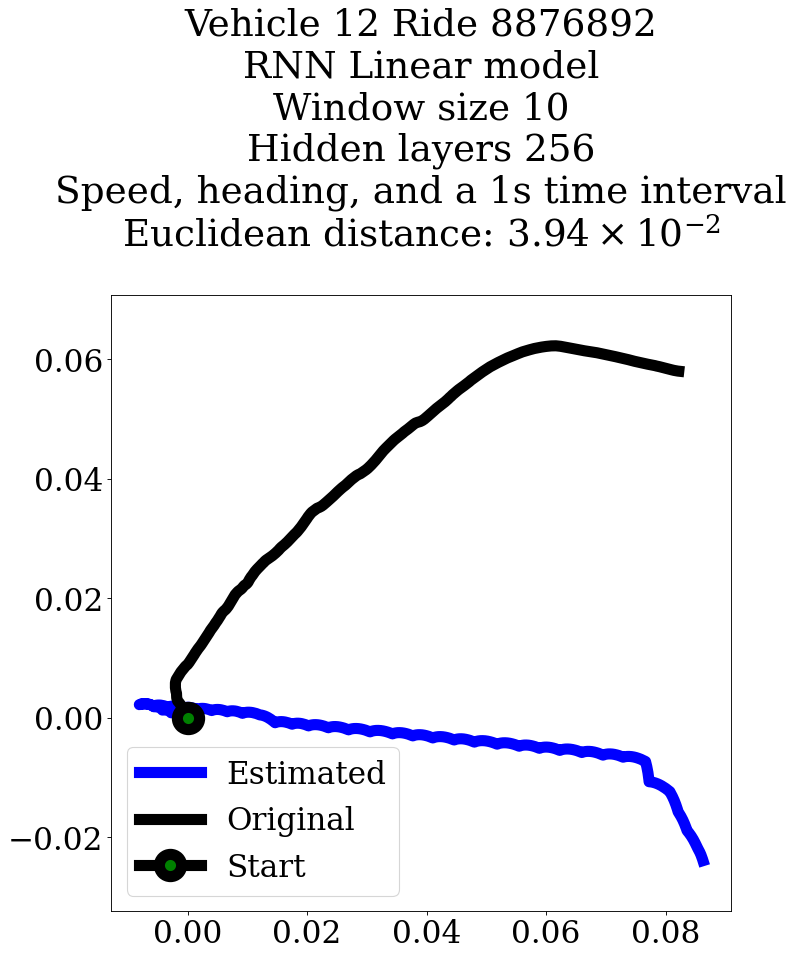 Vehicle 12 Ride 8876892
RNN Linear model
Window size 10
Hidden layers 256
Speed, heading, and a 1s time interval
Euclidean distance: 3.94 × 10⁻²
0.06
0.04
0.02
0.00
−0.02
Estimated
Original
Start
0.00 0.02 0.04 0.06 0.08